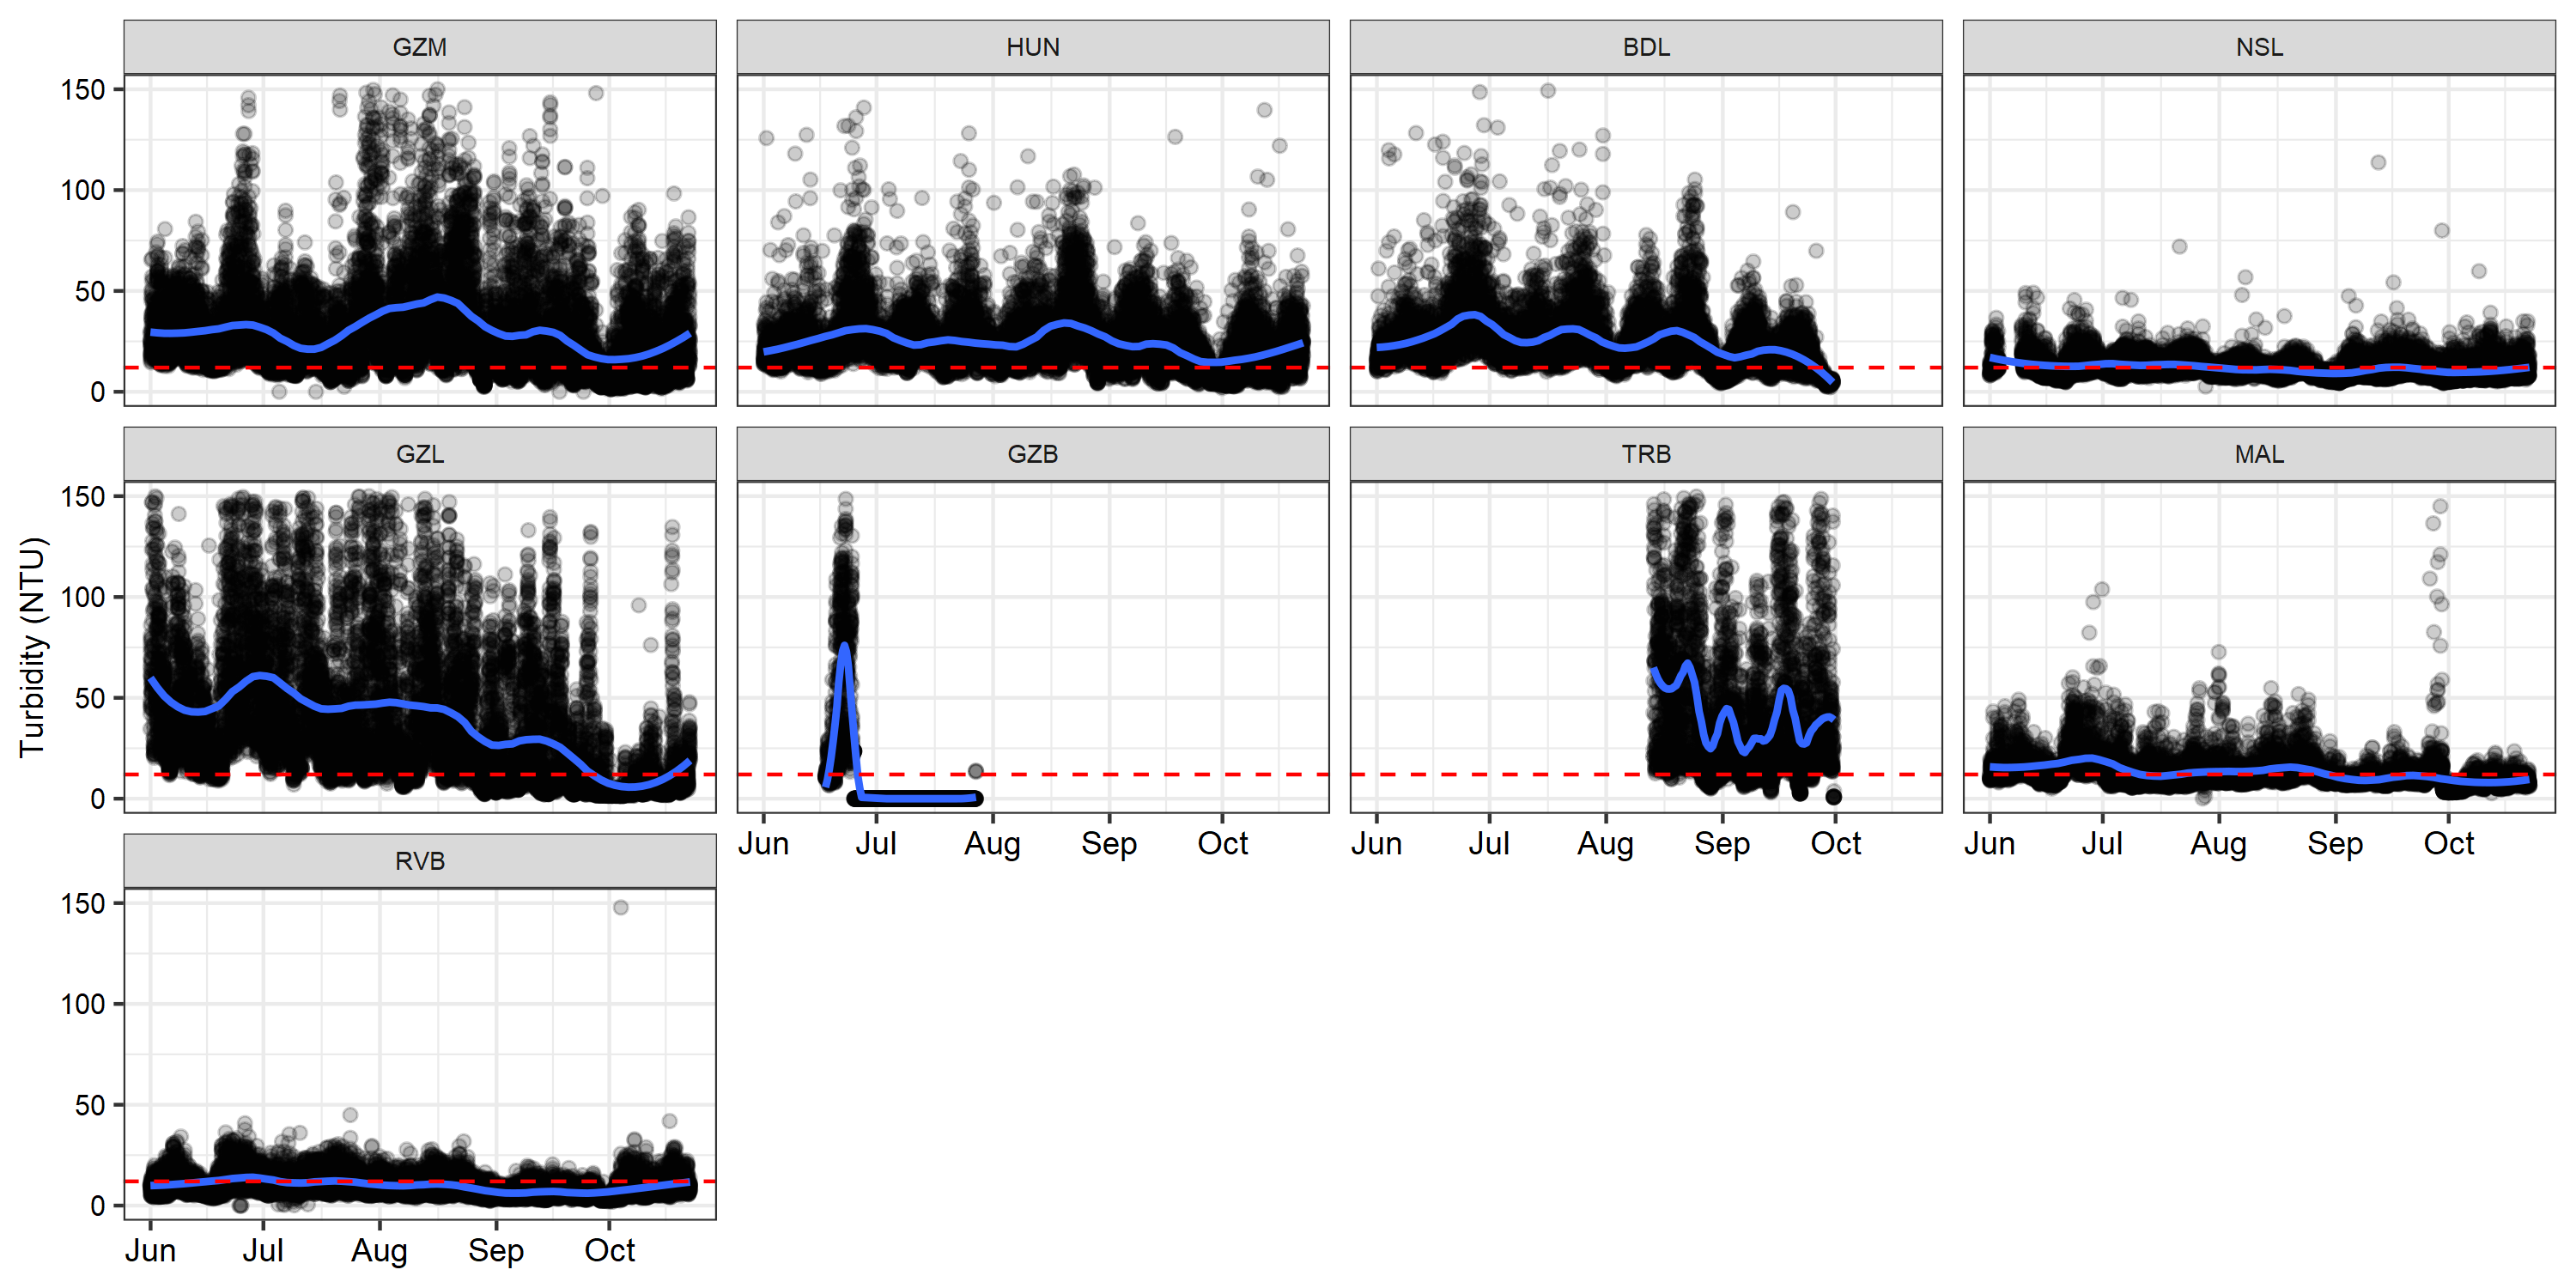 GZM HUN BDL NSL
150
100
50
0
GZL GZB TRB MAL
150
100
50
0
Turbidity (NTU)
Jun Jul Aug Sep Oct Jun Jul Aug Sep Oct Jun Jul Aug Sep Oct
RVB
150
100
50
0
Jun Jul Aug Sep Oct